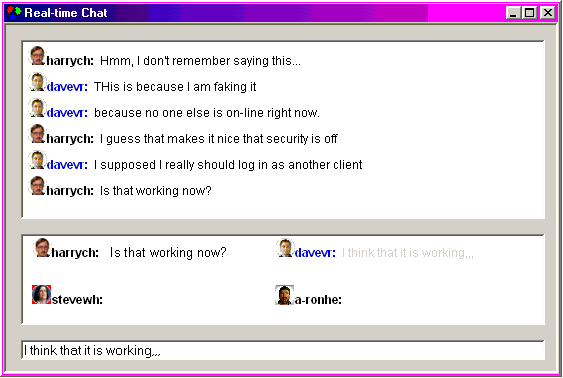 Real-time Chat
harrych: Hmm, I don't remember saying this...
davevr: THis is because I am faking it
davevr: because no one else is on-line right now.
harrych: I guess that makes it nice that security is off
davevr: I supposed I really should log in as another client
harrych: Is that working now?
harrych: Is that working now? davevr: I think that it is working,,,
stevewh: a-ronhe:
I think that it is working,,,